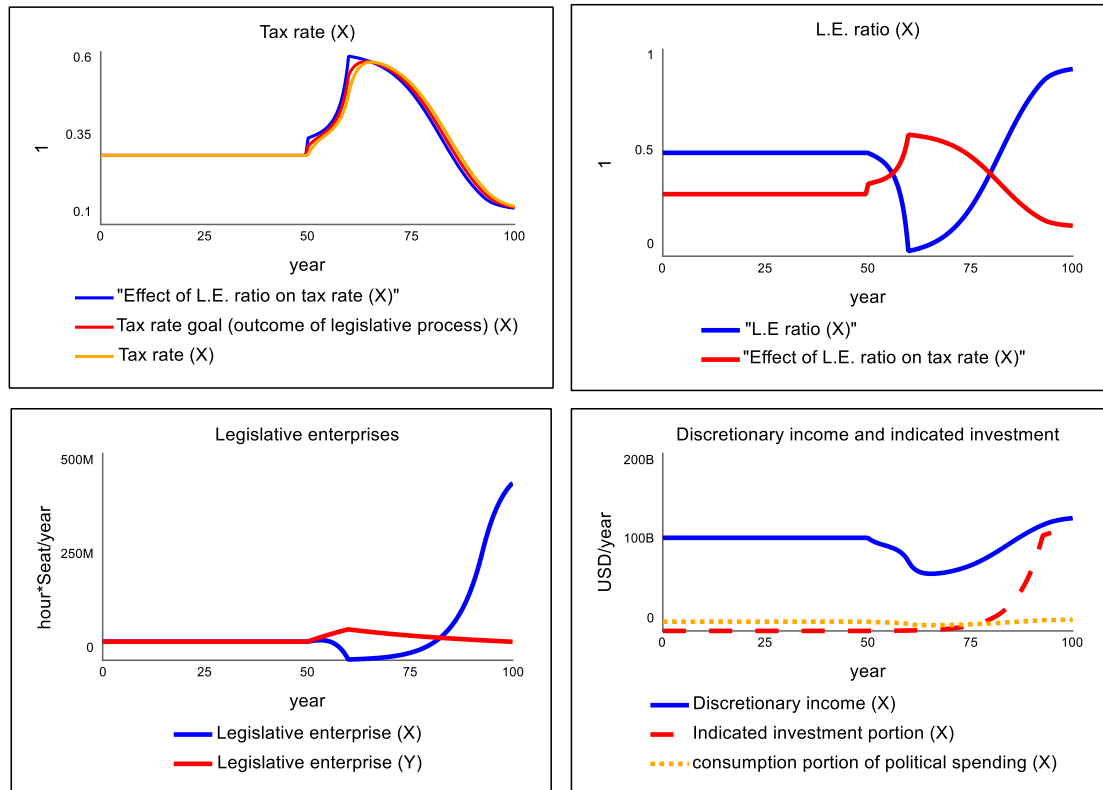 Tax rate (X)
0.6
0.35
0.1
1
0 25 50 75 100
year
"Effect of L.E. ratio on tax rate (X)"
Tax rate goal (outcome of legislative process) (X)
Tax rate (X)
L.E. ratio (X)
1
0.5
0
1
0 25 50 75 100
year
"L.E ratio (X)"
"Effect of L.E. ratio on tax rate (X)"
Legislative enterprises
500M
250M
0
hour*Seat/year
0 25 50 75 100
year
Legislative enterprise (X)
Legislative enterprise (Y)
Discretionary income and indicated investment
200B
100B
0
USD/year
0 25 50 75 100
year
Discretionary income (X)
Indicated investment portion (X)
consumption portion of political spending (X)